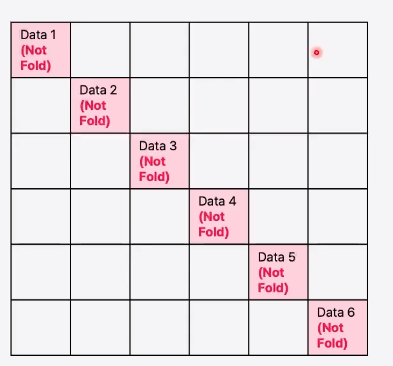 Data 1
(Not
Fold)
Data 2
(Not
Fold)
Data 3
(Not
Fold)
Data 4
(Not
Fold)
Data 5
(Not
Fold)
Data 6
(Not
Fold)